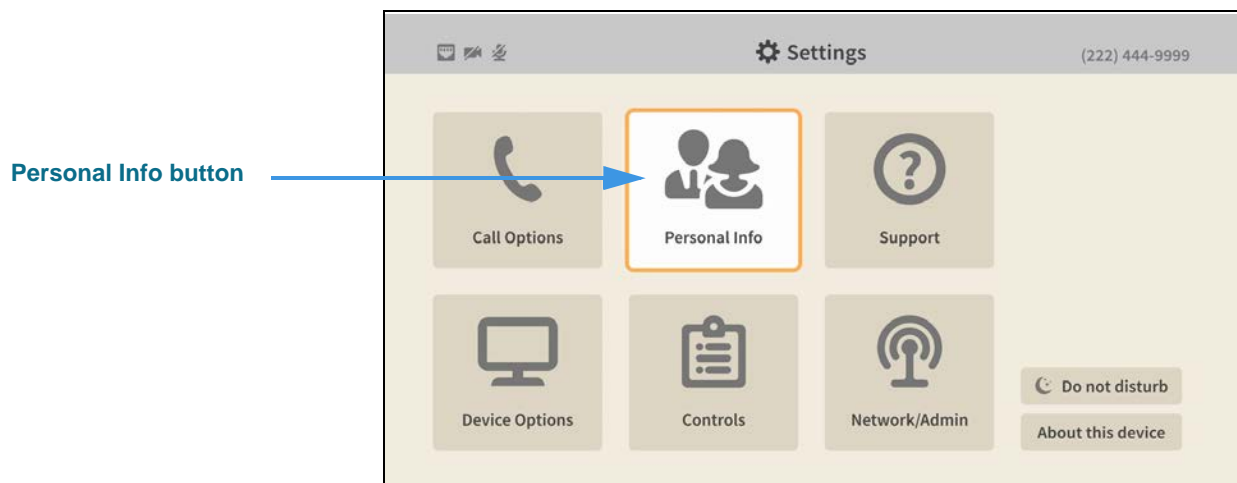 Settings
(222) 444-9999
Personal Info button
Call Options
Personal Info
Support
Device Options
Controls
Network/Admin
Do not disturb
About this device